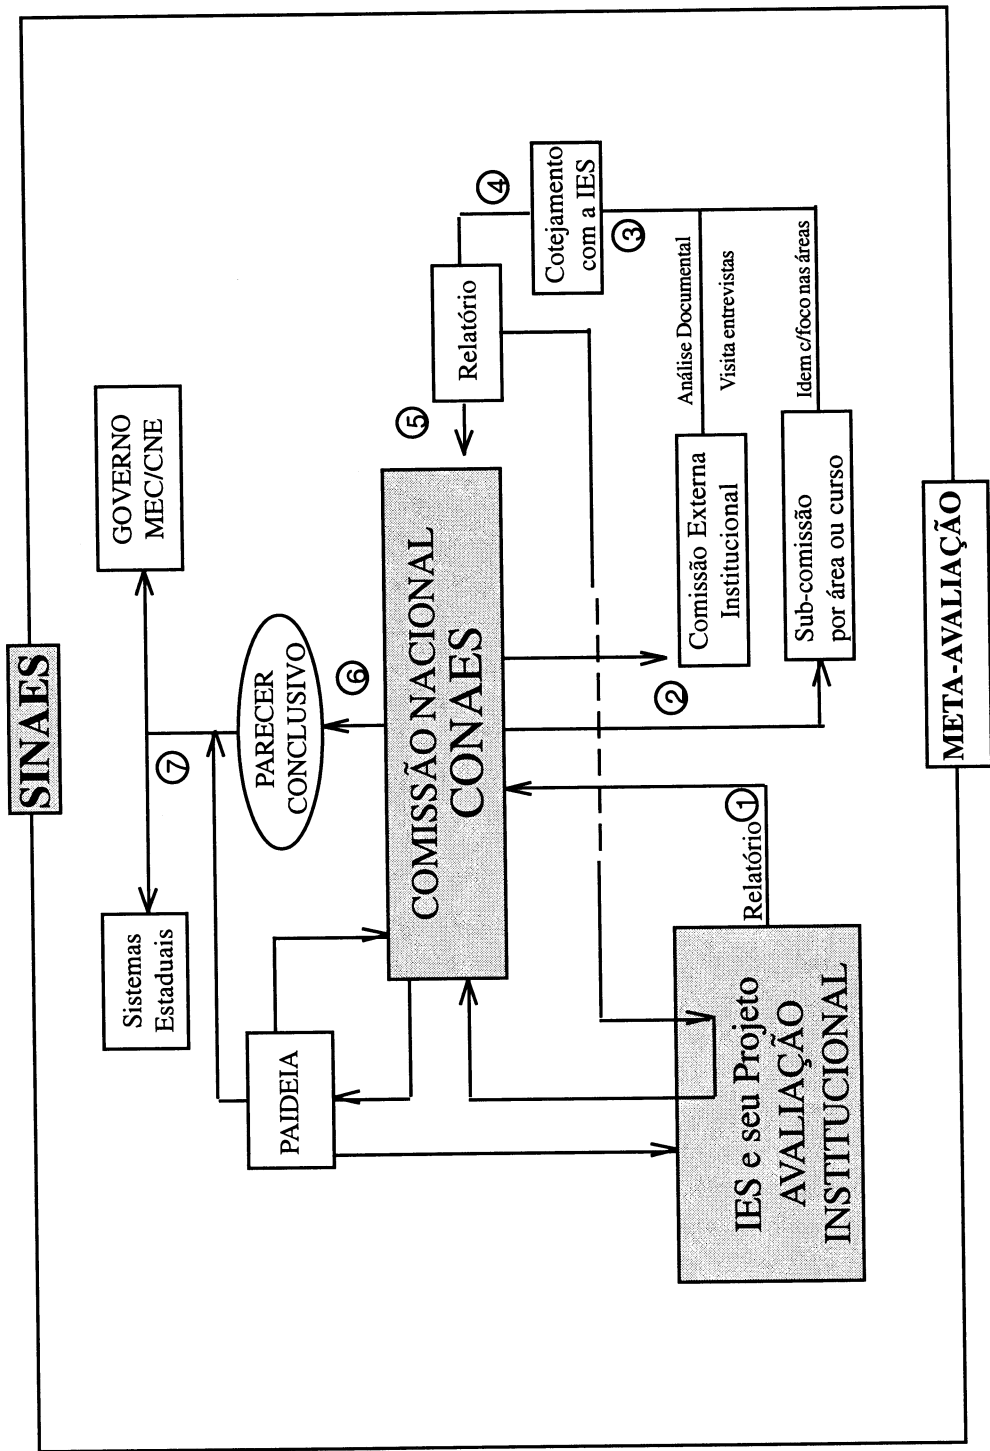 SINAES
Sistemas
Estaduais
GOVERNO
MEC/CNE
7
PAIDEIA
PARECER
CONCLUSIVO
6
COMISSÃO NACIONAL
CONAES
5
Relatório
4
Cotejamento
com a IES
3
2
Relatório 1
IES e seu Projeto
AVALIAÇÃO
INSTITUCIONAL
Comissão Externa
Institucional
Análise Documental
Visita entrevistas
Sub-comissão
por área ou curso
Idem c/foco nas áreas
META-AVALIAÇÃO